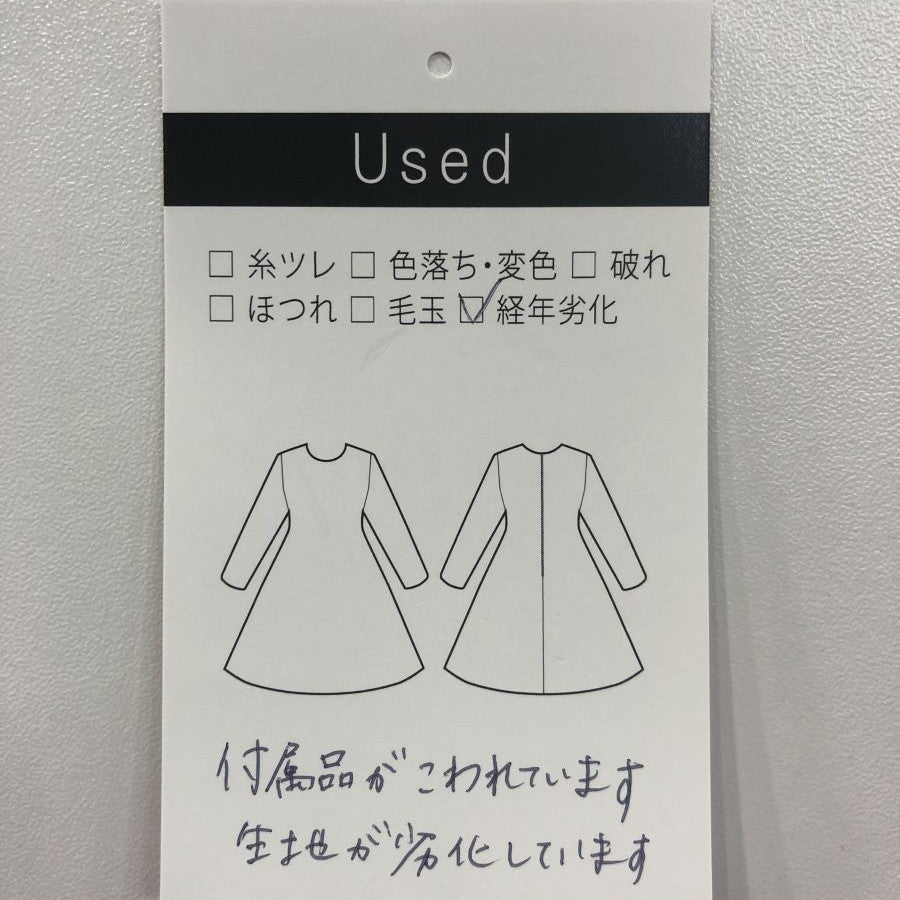 Used
□ 糸ツレ □ 色落ち・変色 □ 破れ
□ ほつれ □ 毛玉 ☑ 経年劣化
付属品がこわれています
生地が劣化しています